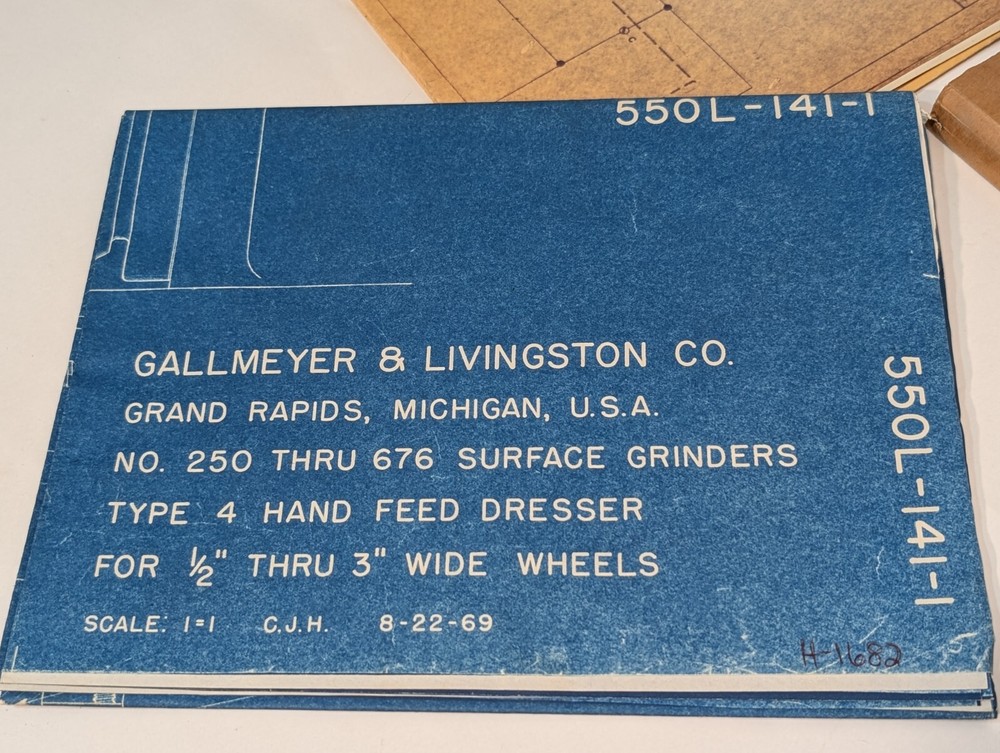 550L-141-1
GALLMEYER & LIVINGSTON CO.
GRAND RAPIDS, MICHIGAN, U.S.A.
NO. 250 THRU 676 SURFACE GRINDERS
TYPE 4 HAND FEED DRESSER
FOR ½" THRU 3" WIDE WHEELS
SCALE: 1=1 C.J.H. 8-22-69
550L-141-1
H-1682
C